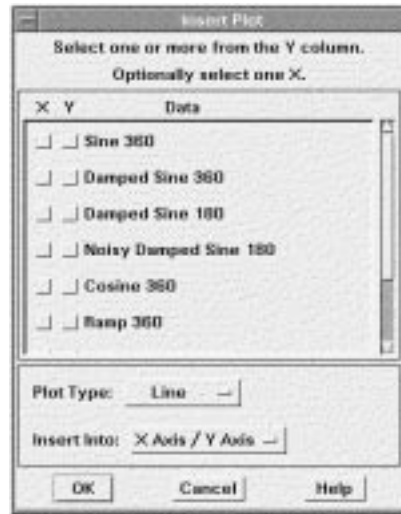 Insert Plot
Select one or more from the Y column.
Optionally select one X.
X Y Data
Sine 360
Damped Sine 360
Damped Sine 180
Noisy Damped Sine 180
Cosine 360
Ramp 360
Plot Type: Line
Insert Into: X Axis / Y Axis
OK Cancel Help